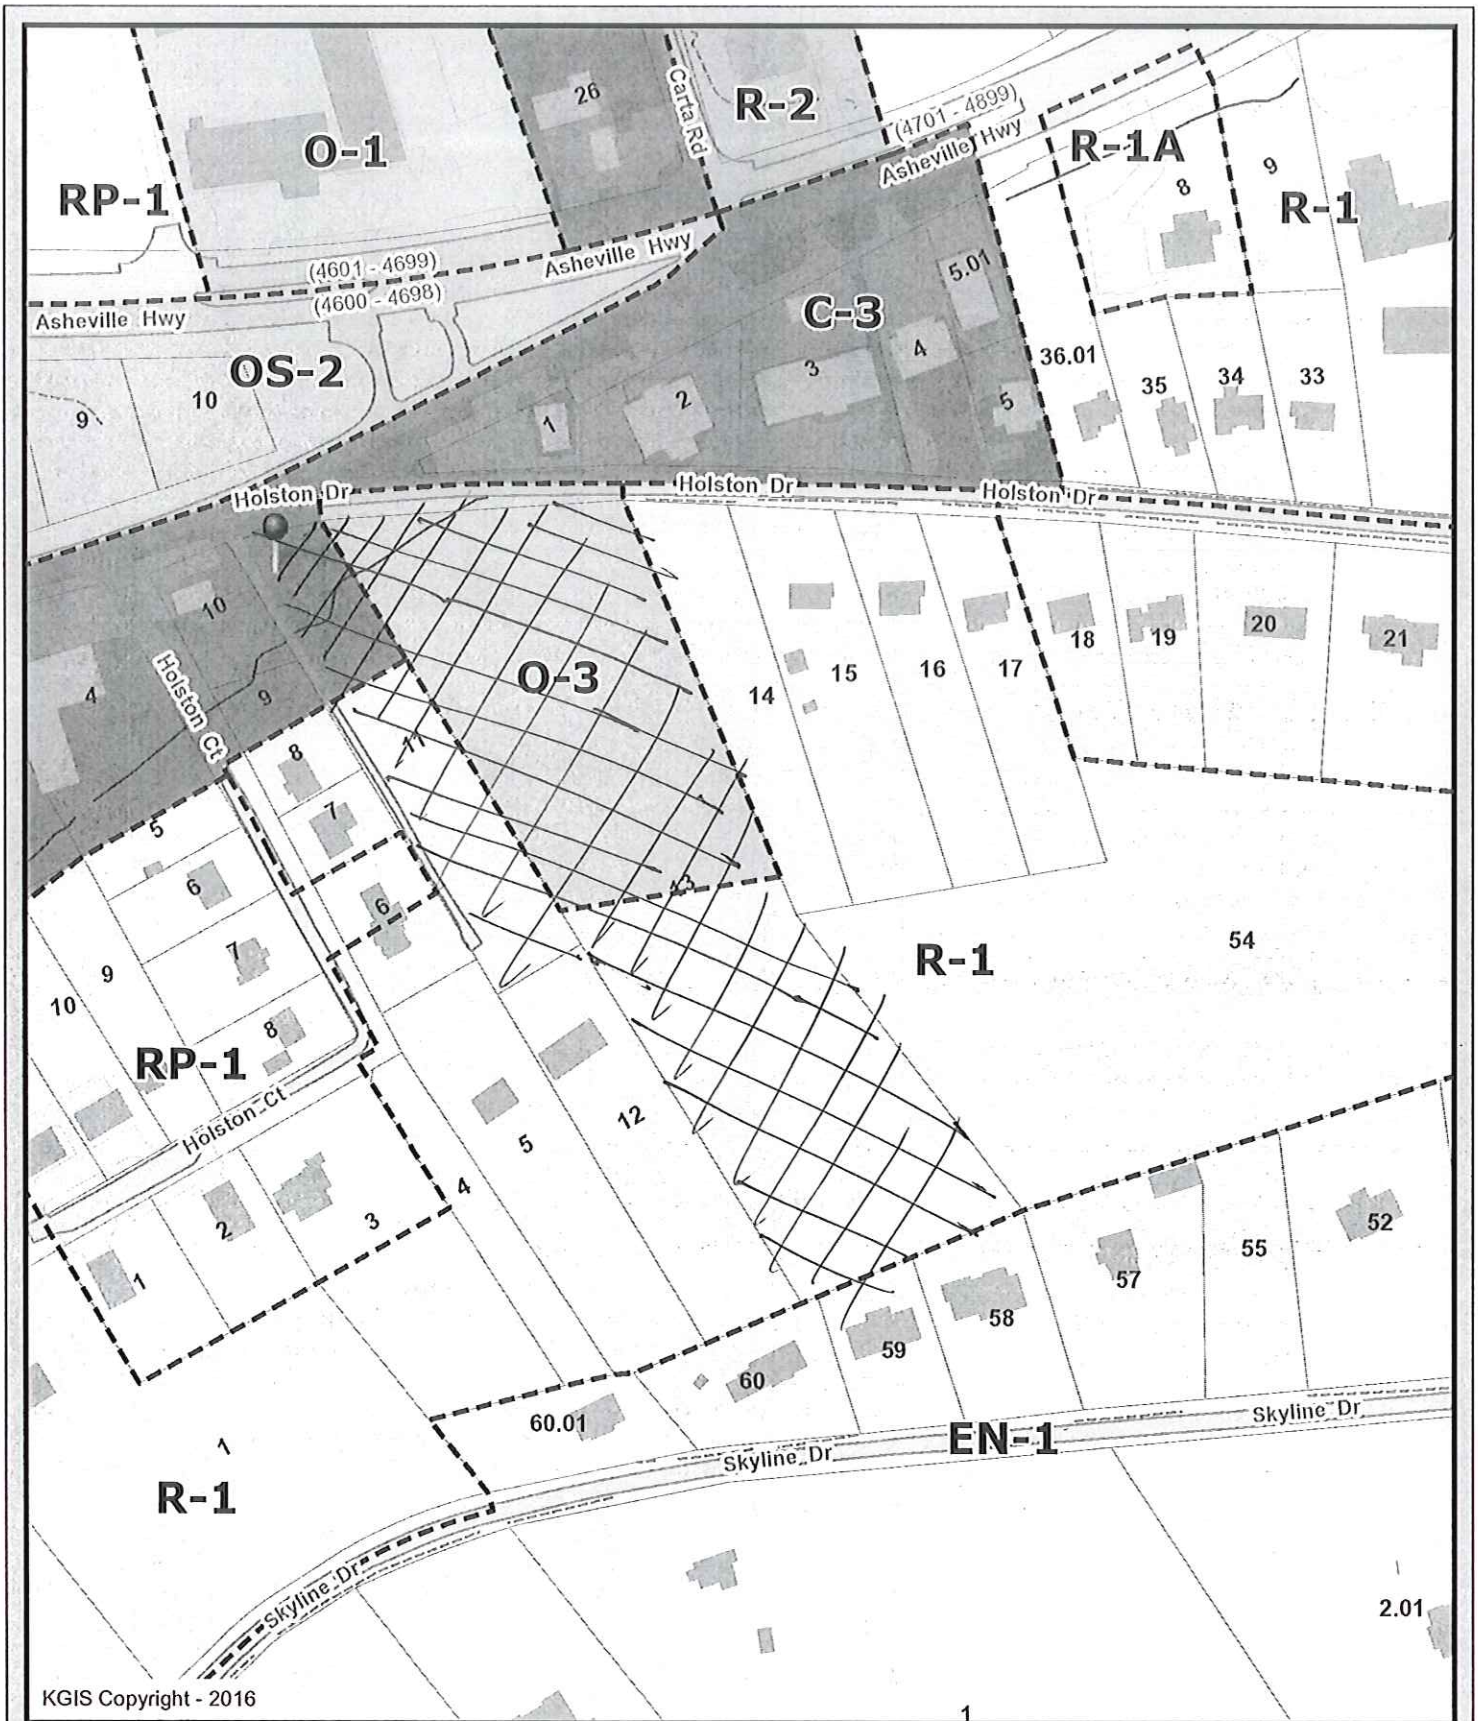 26
Carta Rd
R-2
(4701 - 4899)
Asheville Hwy
O-1
R-1A
RP-1
8
9
R-1
(4601 - 4699)
Asheville Hwy
(4600 - 4698)
Asheville Hwy
5.01
C-3
OS-2
10
9
1
2
3
4
5
36.01
35
34
33
Holston Dr
Holston Dr
Holston Dr
10
O-3
4
9
Holston Ct
14
15
16
17
18
19
20
21
11
8
7
5
6
6
13
7
9
10
8
R-1
54
RP-1
Holston Ct
12
5
4
3
2
1
52
55
57
58
59
60
60.01
EN-1
Skyline Dr
Skyline Dr
1
R-1
Skyline Dr
2.01
KGIS Copyright - 2016
1